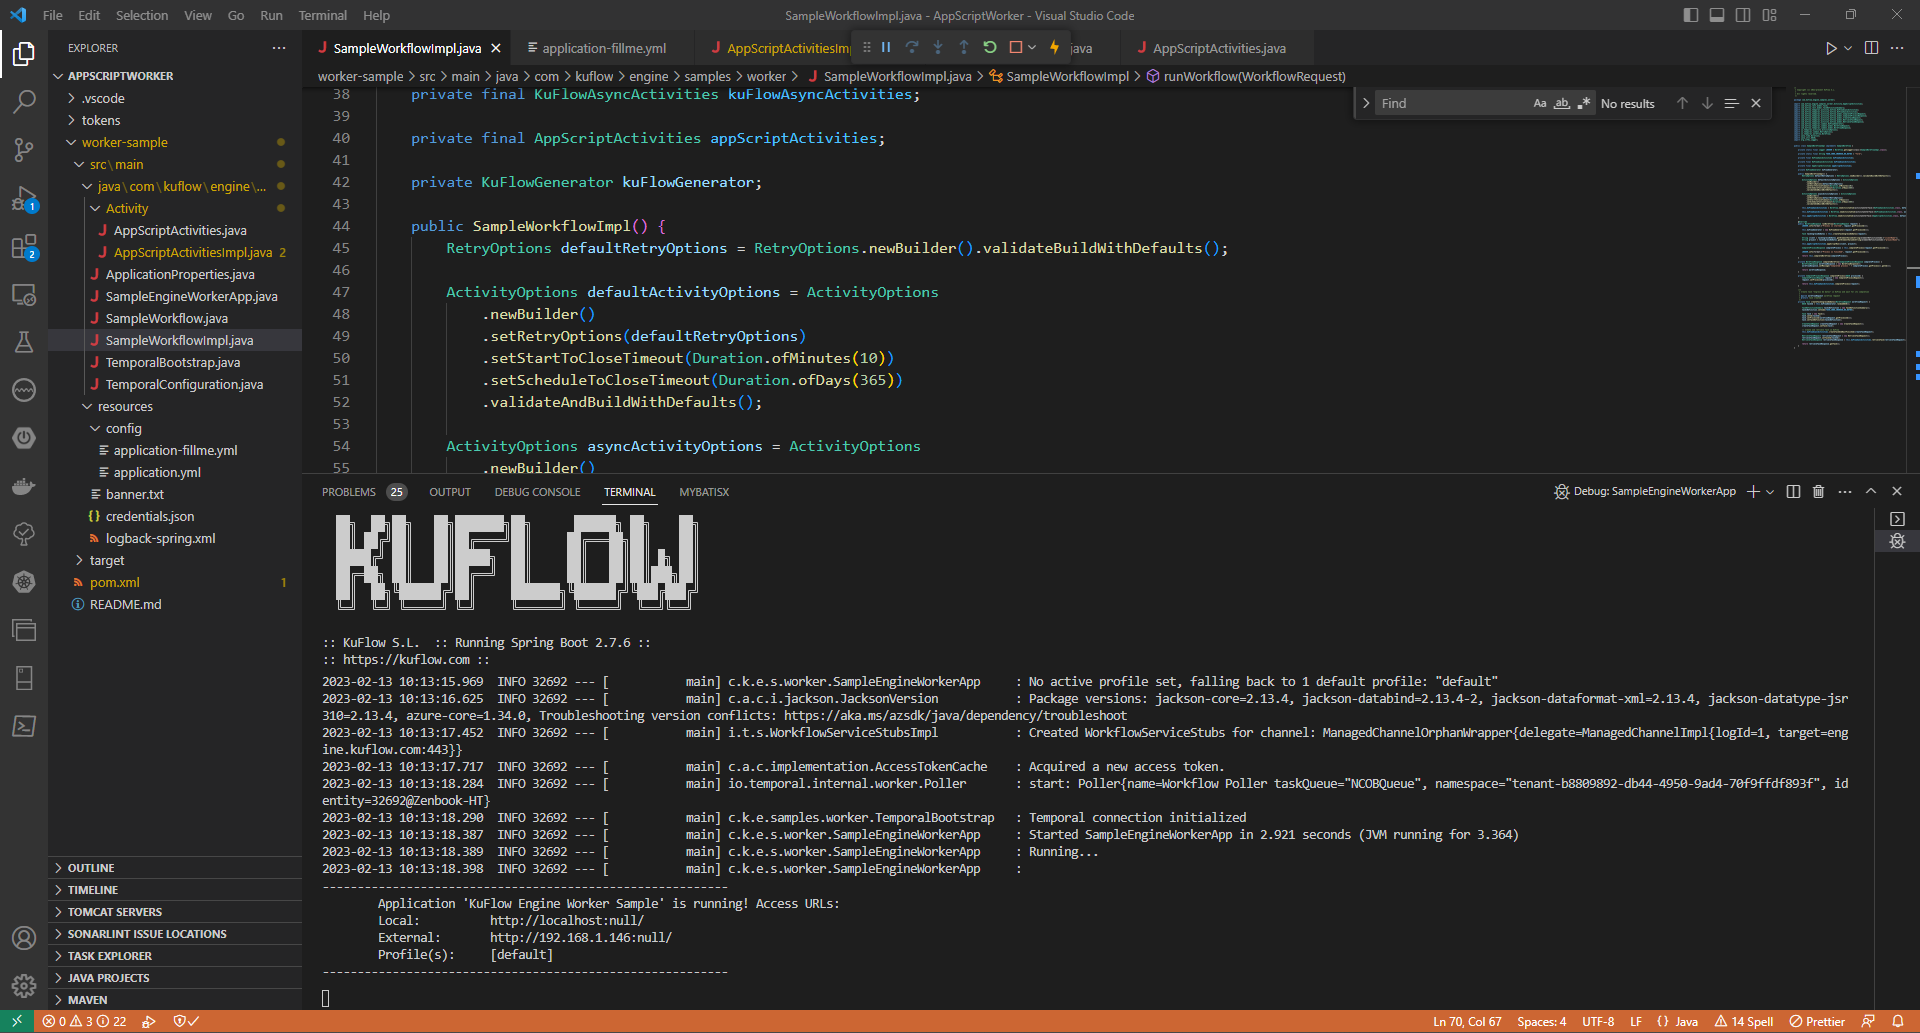 File Edit Selection View Go Run Terminal Help
SampleWorkflowImpl.java - AppScriptWorker - Visual Studio Code
EXPLORER
SampleWorkflowImpl.java
application-fillme.yml
AppScriptActivitiesImp
java
AppScriptActivities.java
worker-sample > src > main > java > com > kuflow > engine > samples > worker > SampleWorkflowImpl.java > SampleWorkflowImpl > runWorkflow(WorkflowRequest)
Find
Aa ab
No results
APPSCRIPTWORKER
.vscode
tokens
worker-sample
src\main
java\com\kuflow\engine\...
Activity
AppScriptActivities.java
AppScriptActivitiesImpl.java 2
ApplicationProperties.java
SampleEngineWorkerApp.java
SampleWorkflow.java
SampleWorkflowImpl.java
TemporalBootstrap.java
TemporalConfiguration.java
resources
config
application-fillme.yml
application.yml
banner.txt
credentials.json
logback-spring.xml
target
pom.xml 1
README.md
OUTLINE
TIMELINE
TOMCAT SERVERS
SONARLINT ISSUE LOCATIONS
TASK EXPLORER
JAVA PROJECTS
MAVEN
1
2
38 private final KuFlowAsyncActivities kuFlowAsyncActivities;
39
40 private final AppScriptActivities appScriptActivities;
41
42 private KuFlowGenerator kuFlowGenerator;
43
44 public SampleWorkflowImpl() {
45 RetryOptions defaultRetryOptions = RetryOptions.newBuilder().validateBuildWithDefaults();
46
47 ActivityOptions defaultActivityOptions = ActivityOptions
48 .newBuilder()
49 .setRetryOptions(defaultRetryOptions)
50 .setStartToCloseTimeout(Duration.ofMinutes(10))
51 .setScheduleToCloseTimeout(Duration.ofDays(365))
52 .validateAndBuildWithDefaults();
53
54 ActivityOptions asyncActivityOptions = ActivityOptions
55 .newBuilder()
PROBLEMS 25 OUTPUT DEBUG CONSOLE TERMINAL MYBATISX
Debug: SampleEngineWorkerApp
KUFLOW
:: KuFlow S.L. :: Running Spring Boot 2.7.6 ::
:: https://kuflow.com ::
2023-02-13 10:13:15.969 INFO 32692 --- [ main] c.k.e.s.worker.SampleEngineWorkerApp : No active profile set, falling back to 1 default profile: "default"
2023-02-13 10:13:16.625 INFO 32692 --- [ main] c.a.c.i.jackson.JacksonVersion : Package versions: jackson-core=2.13.4, jackson-databind=2.13.4-2, jackson-dataformat-xml=2.13.4, jackson-datatype-jsr
310=2.13.4, azure-core=1.34.0, Troubleshooting version conflicts: https://aka.ms/azsdk/java/dependency/troubleshoot
2023-02-13 10:13:17.452 INFO 32692 --- [ main] i.t.s.WorkflowServiceStubsImpl : Created WorkflowServiceStubs for channel: ManagedChannelOrphanWrapper{delegate=ManagedChannelImpl{logId=1, target=eng
ine.kuflow.com:443}}
2023-02-13 10:13:17.717 INFO 32692 --- [ main] c.a.c.implementation.AccessTokenCache : Acquired a new access token.
2023-02-13 10:13:18.284 INFO 32692 --- [ main] io.temporal.internal.worker.Poller : start: Poller{name=Workflow Poller taskQueue="NCOBQueue", namespace="tenant-b8809892-db44-4950-9ad4-70f9ffdf893f", id
entity=32692@Zenbook-HT}
2023-02-13 10:13:18.290 INFO 32692 --- [ main] c.k.e.samples.worker.TemporalBootstrap : Temporal connection initialized
2023-02-13 10:13:18.387 INFO 32692 --- [ main] c.k.e.s.worker.SampleEngineWorkerApp : Started SampleEngineWorkerApp in 2.921 seconds (JVM running for 3.364)
2023-02-13 10:13:18.389 INFO 32692 --- [ main] c.k.e.s.worker.SampleEngineWorkerApp : Running...
2023-02-13 10:13:18.398 INFO 32692 --- [ main] c.k.e.s.worker.SampleEngineWorkerApp :
----------------------------------------------------------
Application 'KuFlow Engine Worker Sample' is running! Access URLs:
Local: http://localhost:null/
External: http://192.168.1.146:null/
Profile(s): [default]
----------------------------------------------------------
0 3 22
Ln 70, Col 67 Spaces: 4 UTF-8 LF {} Java 14 Spell Prettier